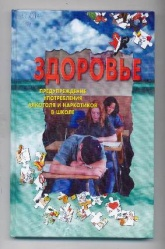 ЗДОРОВЬЕ
ПРЕДУПРЕЖДЕНИЕ
УПОТРЕБЛЕНИЯ
АЛКОГОЛЯ И НАРКОТИКОВ
В ШКОЛЕ